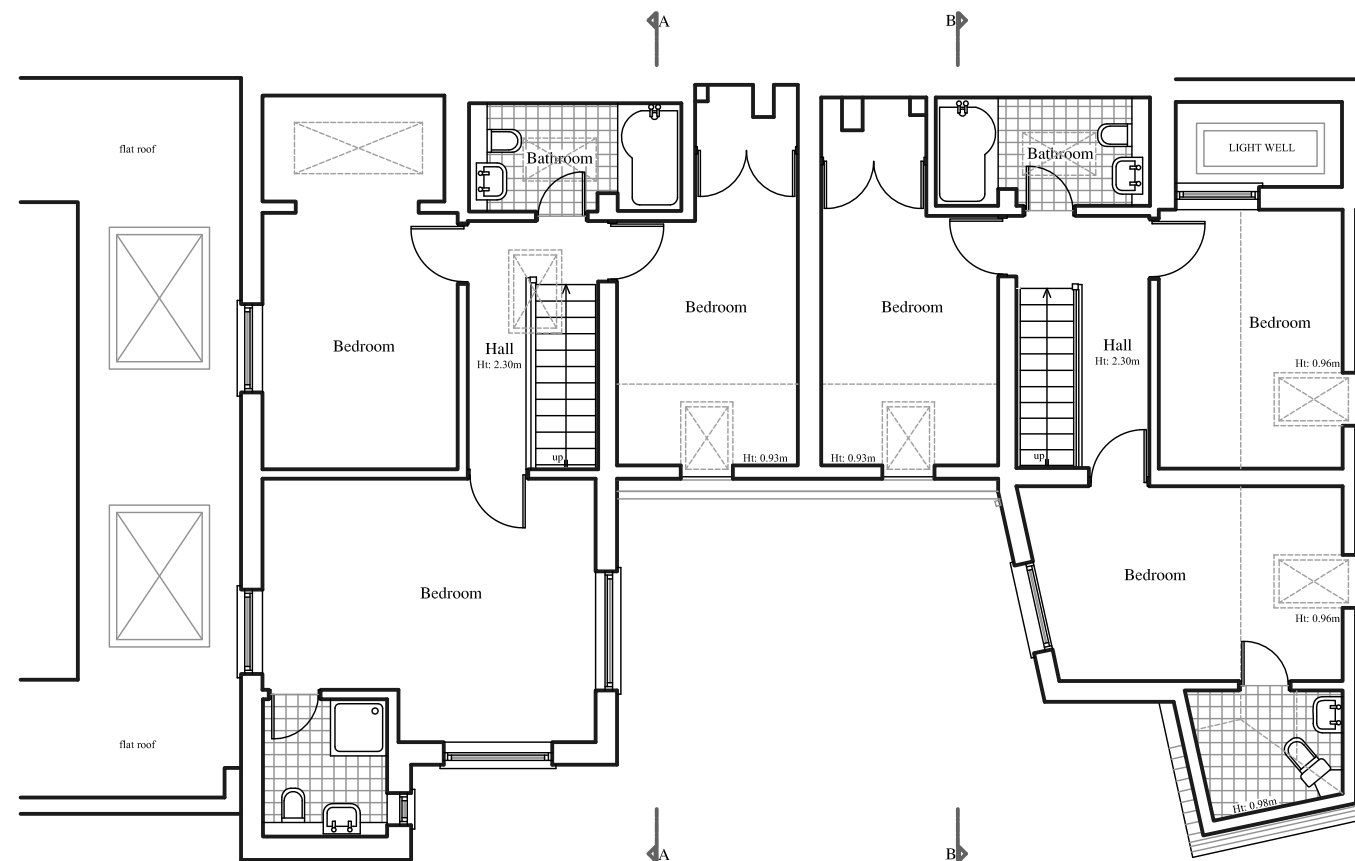 A
B
flat roof
Bathroom
Bathroom
LIGHT WELL
Bedroom
Bedroom
Bedroom
Bedroom
Hall
Ht: 2.30m
Hall
Ht: 2.30m
Ht: 0.96m
up
Ht: 0.93m
Ht: 0.93m
up
Bedroom
Bedroom
Ht: 0.96m
flat roof
Ht: 0.98m
A
B